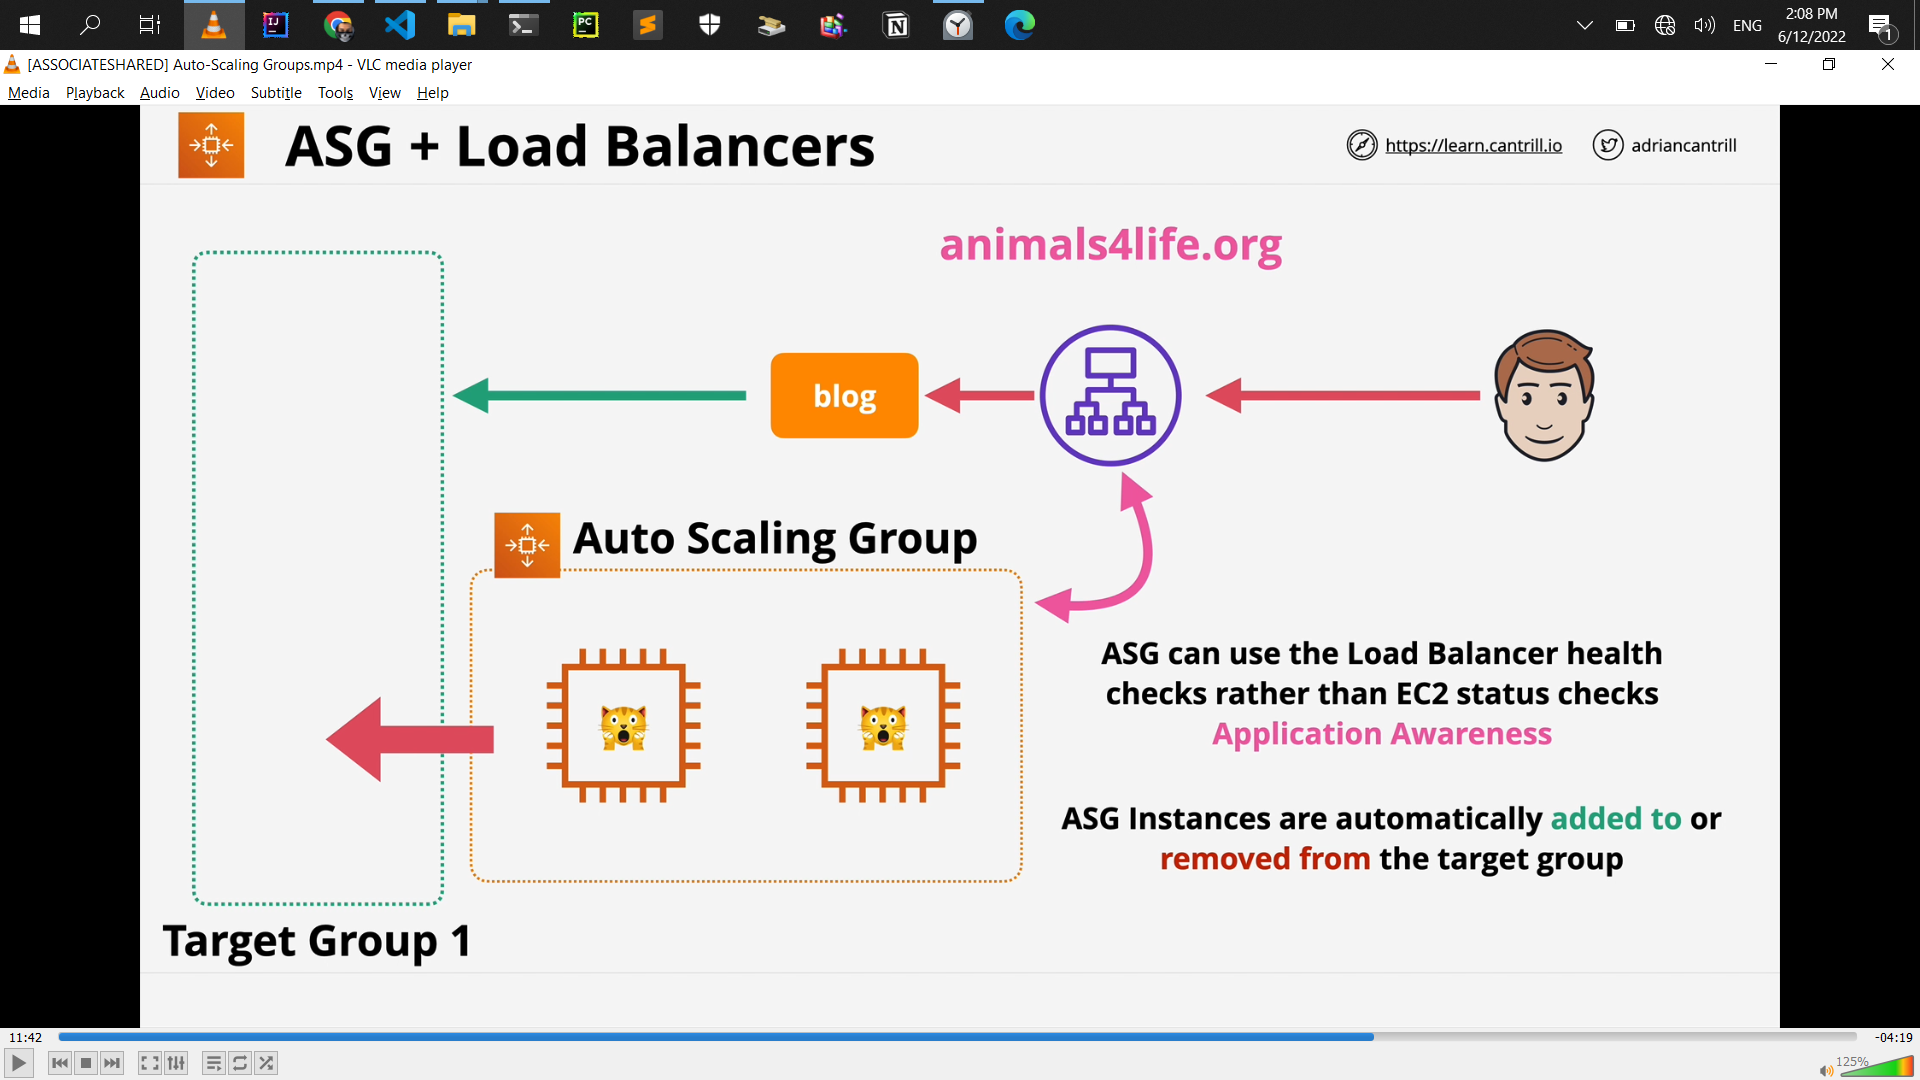 ENG
2:08 PM
6/12/2022
1
IJ
PC
[ASSOCIATESHARED] Auto-Scaling Groups.mp4 - VLC media player
Media Playback Audio Video Subtitle Tools View Help
ASG + Load Balancers
https://learn.cantrill.io
adriancantrill
animals4life.org
blog
Auto Scaling Group
ASG can use the Load Balancer health
checks rather than EC2 status checks
Application Awareness
ASG Instances are automatically added to or
removed from the target group
Target Group 1
11:42
-04:19
125%